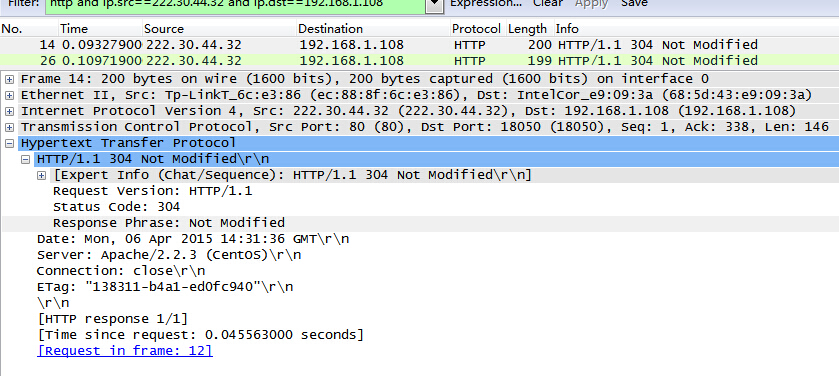 Filter: http and ip.src==222.30.44.32 and ip.dst==192.168.1.108 Expression... Clear Apply Save
No. Time Source Destination Protocol Length Info
14 0.09327900 222.30.44.32 192.168.1.108 HTTP 200 HTTP/1.1 304 Not Modified
26 0.10971900 222.30.44.32 192.168.1.108 HTTP 199 HTTP/1.1 304 Not Modified
Frame 14: 200 bytes on wire (1600 bits), 200 bytes captured (1600 bits) on interface 0
Ethernet II, Src: Tp-LinkT_6c:e3:86 (ec:88:8f:6c:e3:86), Dst: IntelCor_e9:09:3a (68:5d:43:e9:09:3a)
Internet Protocol Version 4, Src: 222.30.44.32 (222.30.44.32), Dst: 192.168.1.108 (192.168.1.108)
Transmission Control Protocol, Src Port: 80 (80), Dst Port: 18050 (18050), Seq: 1, Ack: 338, Len: 146
Hypertext Transfer Protocol
HTTP/1.1 304 Not Modified\r\n
[Expert Info (Chat/Sequence): HTTP/1.1 304 Not Modified\r\n]
Request Version: HTTP/1.1
Status Code: 304
Response Phrase: Not Modified
Date: Mon, 06 Apr 2015 14:31:36 GMT\r\n
Server: Apache/2.2.3 (CentOS)\r\n
Connection: close\r\n
ETag: "138311-b4a1-ed0fc940"\r\n
\r\n
[HTTP response 1/1]
[Time since request: 0.045563000 seconds]
[Request in frame: 12]